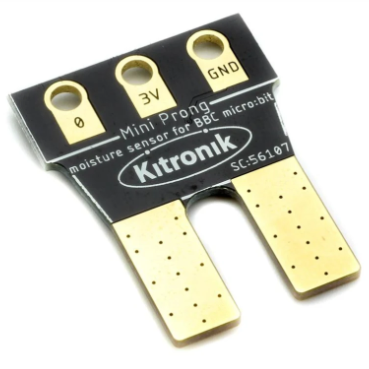 0
3V
GND
Mini Prong
moisture sensor for BBC micro:bit
Kitronik
SC:56107